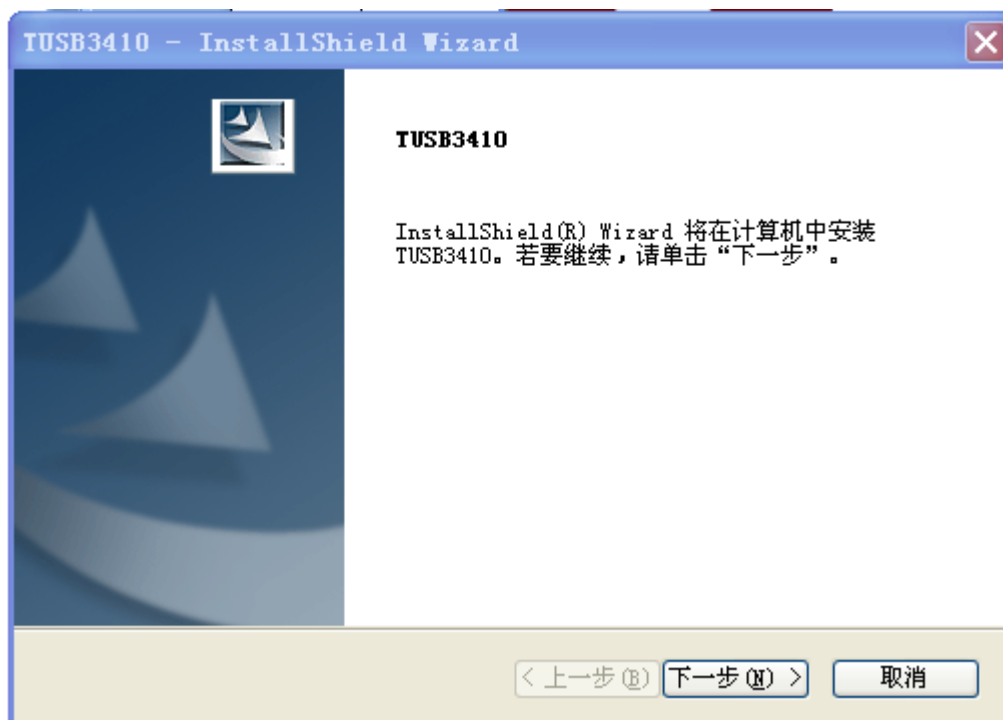 TUSB3410 - InstallShield Wizard
TUSB3410
InstallShield(R) Wizard 将在计算机中安装
TUSB3410。若要继续，请单击“下一步”。
< 上一步(B) 下一步(N) > 取消